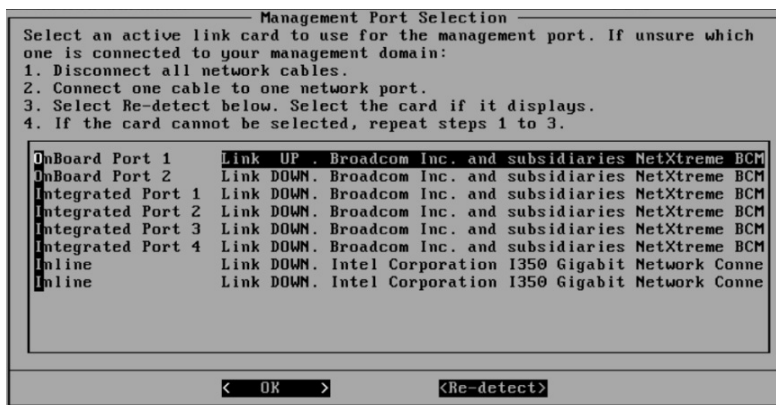 Management Port Selection
Select an active link card to use for the management port. If unsure which
one is connected to your management domain:
1. Disconnect all network cables.
2. Connect one cable to one network port.
3. Select Re-detect below. Select the card if it displays.
4. If the card cannot be selected, repeat steps 1 to 3.
OnBoard Port 1 Link UP . Broadcom Inc. and subsidiaries NetXtreme BCM
OnBoard Port 2 Link DOWN. Broadcom Inc. and subsidiaries NetXtreme BCM
Integrated Port 1 Link DOWN. Broadcom Inc. and subsidiaries NetXtreme BCM
Integrated Port 2 Link DOWN. Broadcom Inc. and subsidiaries NetXtreme BCM
Integrated Port 3 Link DOWN. Broadcom Inc. and subsidiaries NetXtreme BCM
Integrated Port 4 Link DOWN. Broadcom Inc. and subsidiaries NetXtreme BCM
Inline Link DOWN. Intel Corporation I350 Gigabit Network Conne
Inline Link DOWN. Intel Corporation I350 Gigabit Network Conne
< OK > <Re-detect>